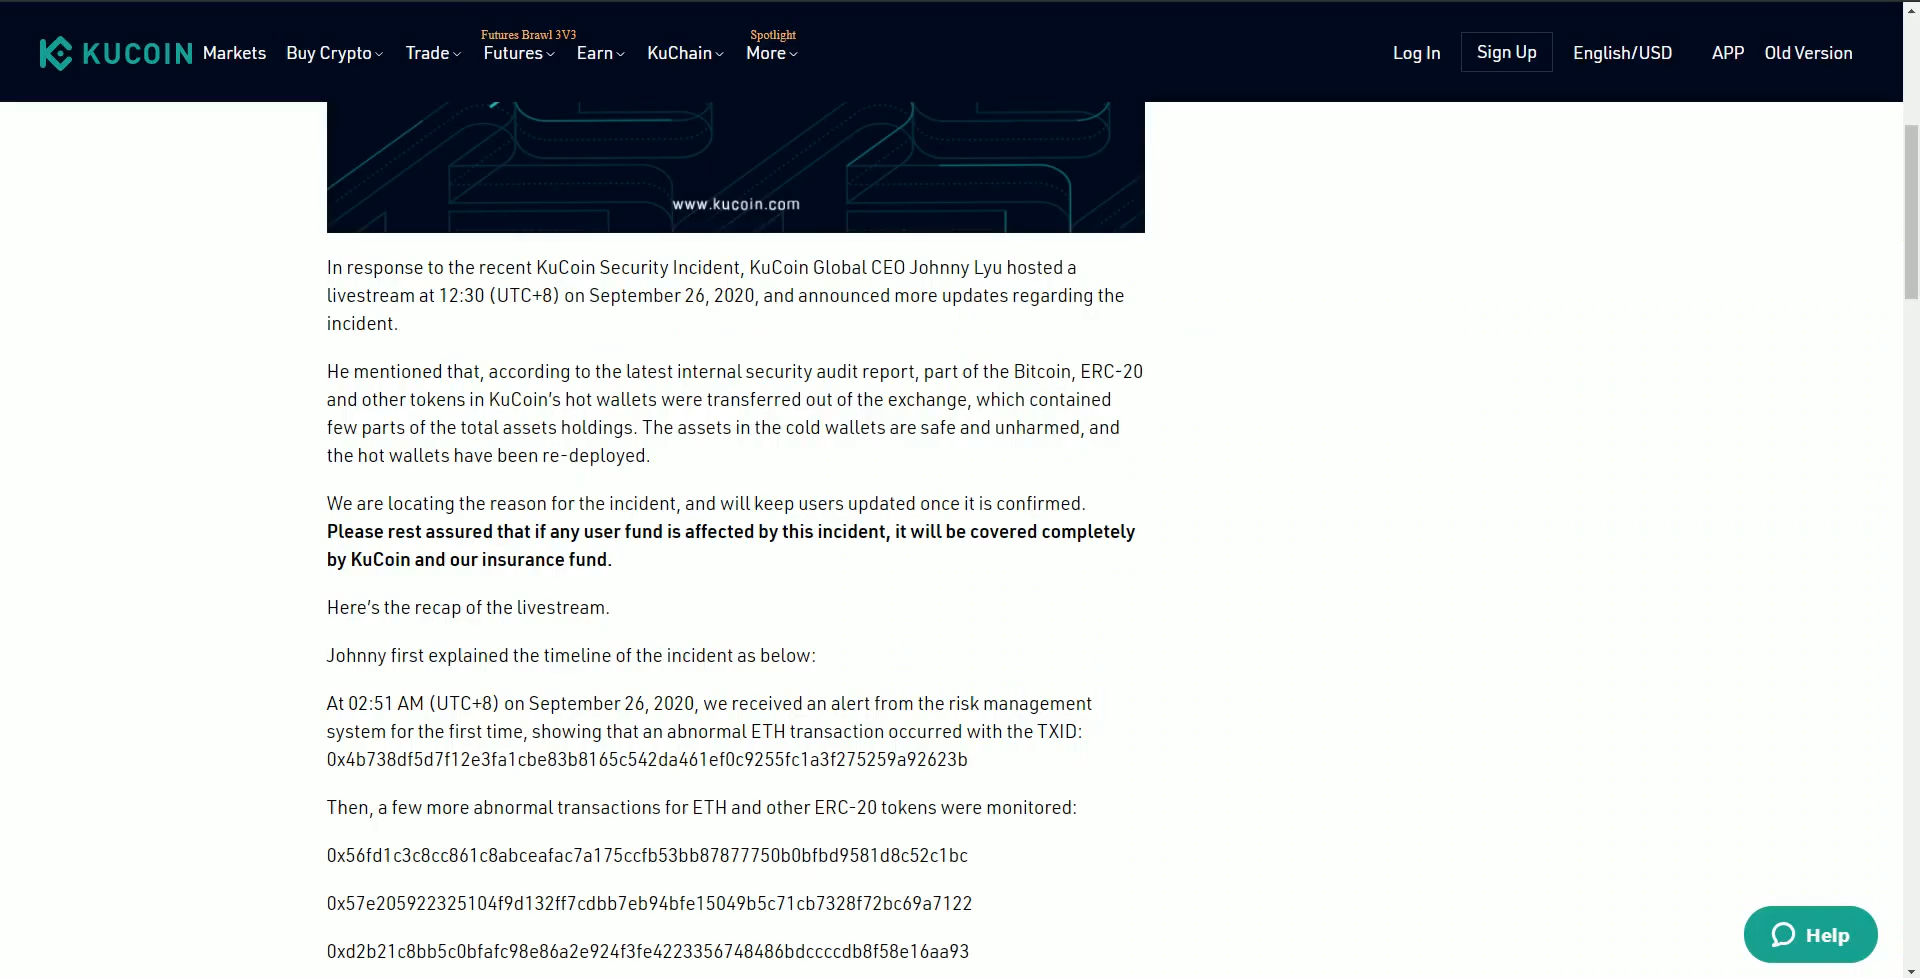 KUCOIN Markets Buy Crypto Trade Futures Brawl 3V3 Futures Earn KuChain Spotlight More Log In Sign Up English/USD APP Old Version
www.kucoin.com
In response to the recent KuCoin Security Incident, KuCoin Global CEO Johnny Lyu hosted a
livestream at 12:30 (UTC+8) on September 26, 2020, and announced more updates regarding the
incident.
He mentioned that, according to the latest internal security audit report, part of the Bitcoin, ERC-20
and other tokens in KuCoin’s hot wallets were transferred out of the exchange, which contained
few parts of the total assets holdings. The assets in the cold wallets are safe and unharmed, and
the hot wallets have been re-deployed.
We are locating the reason for the incident, and will keep users updated once it is confirmed.
Please rest assured that if any user fund is affected by this incident, it will be covered completely
by KuCoin and our insurance fund.
Here’s the recap of the livestream.
Johnny first explained the timeline of the incident as below:
At 02:51 AM (UTC+8) on September 26, 2020, we received an alert from the risk management
system for the first time, showing that an abnormal ETH transaction occurred with the TXID:
0x4b738df5d7f12e3fa1cbe83b8165c542da461ef0c9255fc1a3f275259a92623b
Then, a few more abnormal transactions for ETH and other ERC-20 tokens were monitored:
0x56fd1c3c8cc861c8abceafac7a175ccfb53bb87877750b0bfbd9581d8c52c1bc
0x57e205922325104f9d132ff7cdbb7eb94bfe15049b5c71cb7328f72bc69a7122
0xd2b21c8bb5c0bfafc98e86a2e924f3fe4223356748486bdccccdb8f58e16aa93
Help